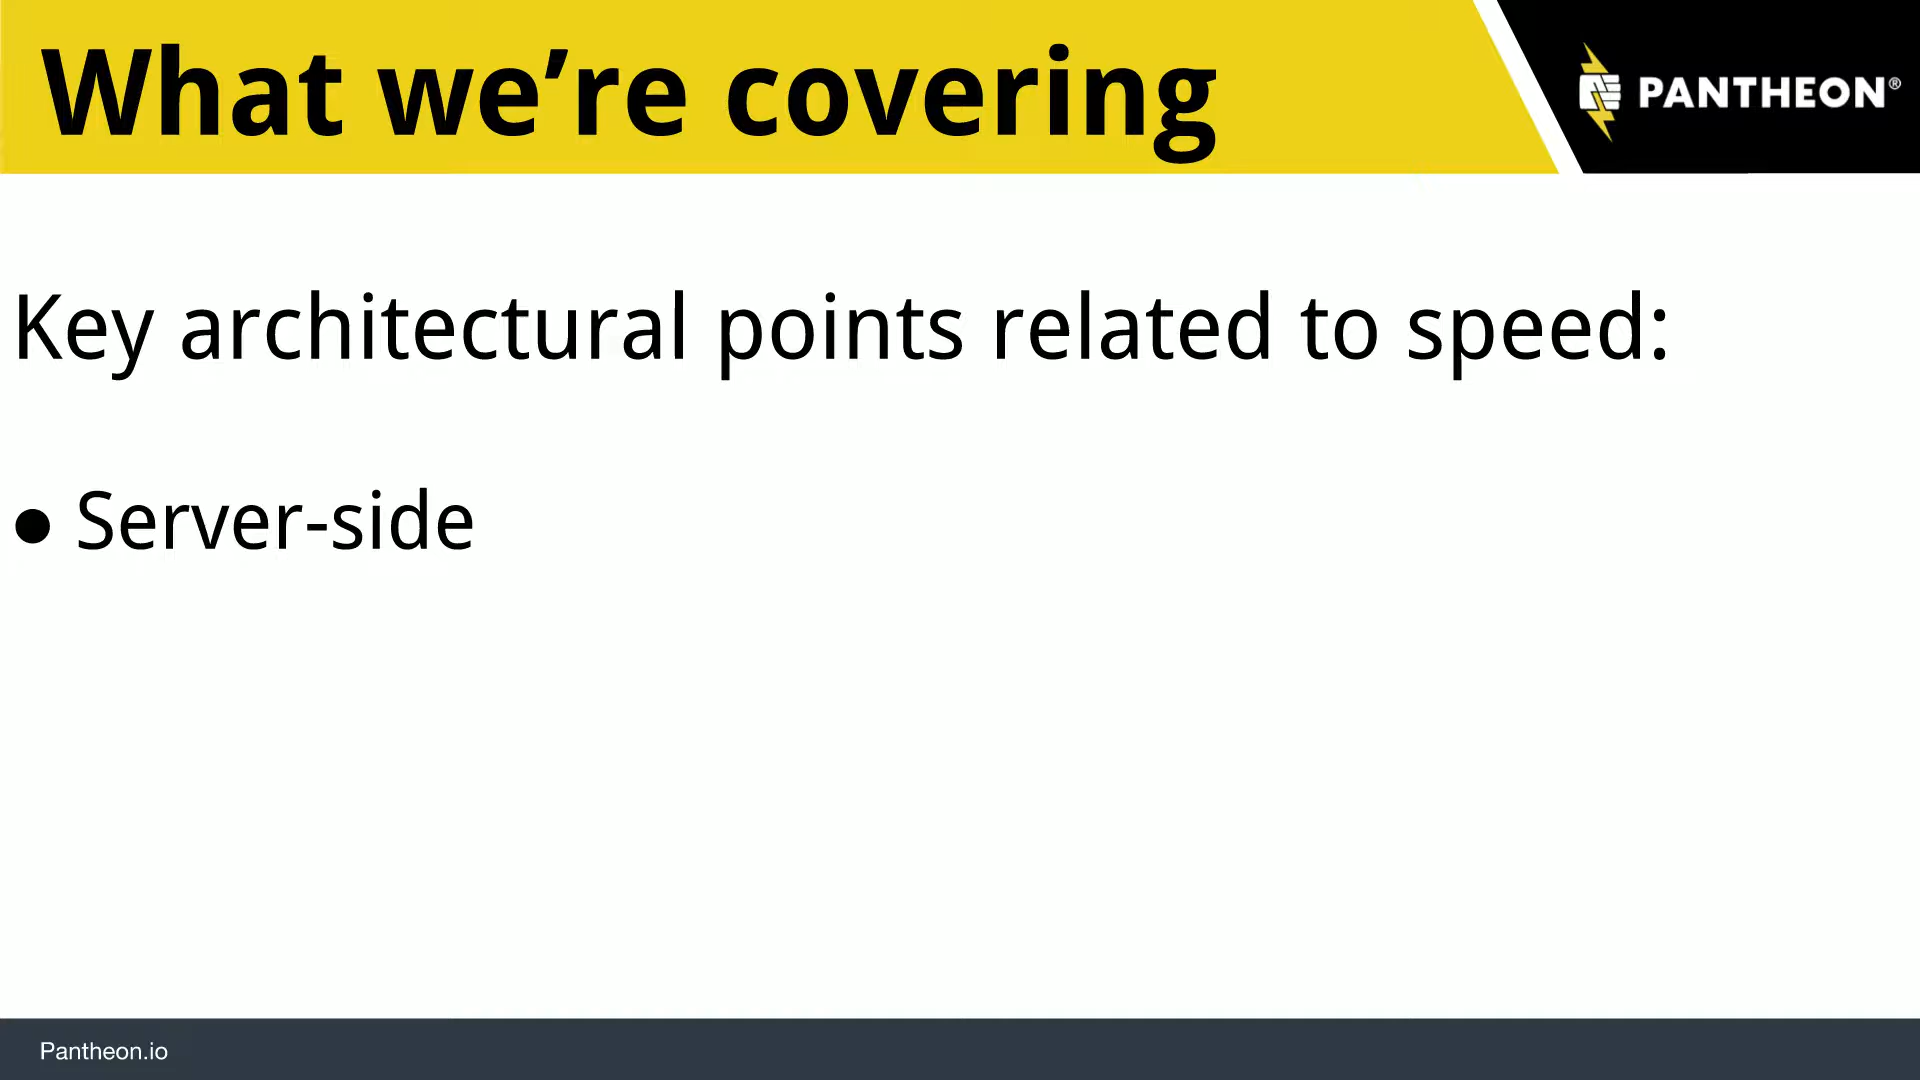 What we’re covering
PANTHEON®
Key architectural points related to speed:
● Server-side
Pantheon.io